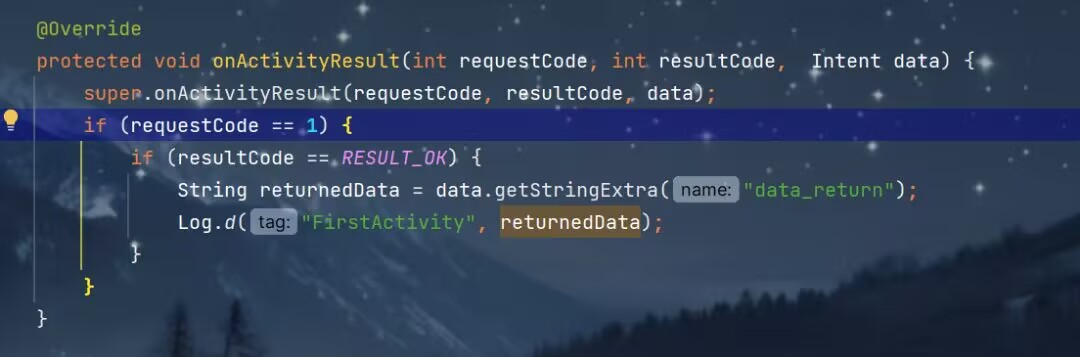 @Override
protected void onActivityResult(int requestCode, int resultCode,  Intent data) {
super.onActivityResult(requestCode, resultCode, data);
if (requestCode == 1) {
if (resultCode == RESULT_OK) {
String returnedData = data.getStringExtra( name: "data_return");
Log.d( tag: "FirstActivity", returnedData);
}
}
}